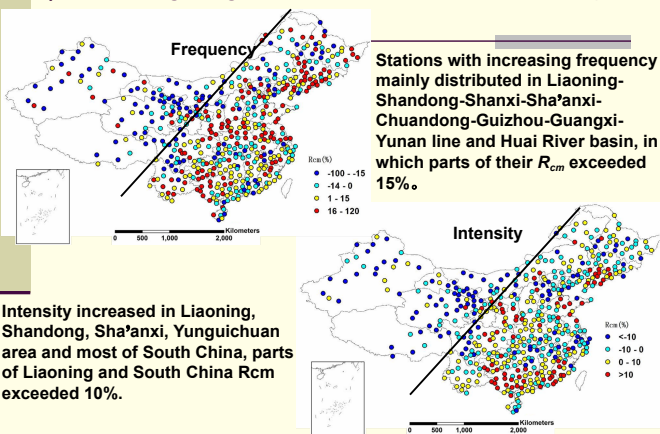 Frequency
Rcm(%)
-100 - -15
-14 - 0
1 - 15
16 - 120
Kilometers
0 500 1,000 2,000
Stations with increasing frequency
mainly distributed in Liaoning-
Shandong-Shanxi-Sha’anxi-
Chuandong-Guizhou-Guangxi-
Yunan line and Huai River basin, in
which parts of their Rcm exceeded
15%。
Intensity
Rcm(%)
<-10
-10 - 0
0 - 10
>10
Kilometers
0 500 1,000 2,000
Intensity increased in Liaoning,
Shandong, Sha’anxi, Yunguichuan
area and most of South China, parts
of Liaoning and South China Rcm
exceeded 10%.